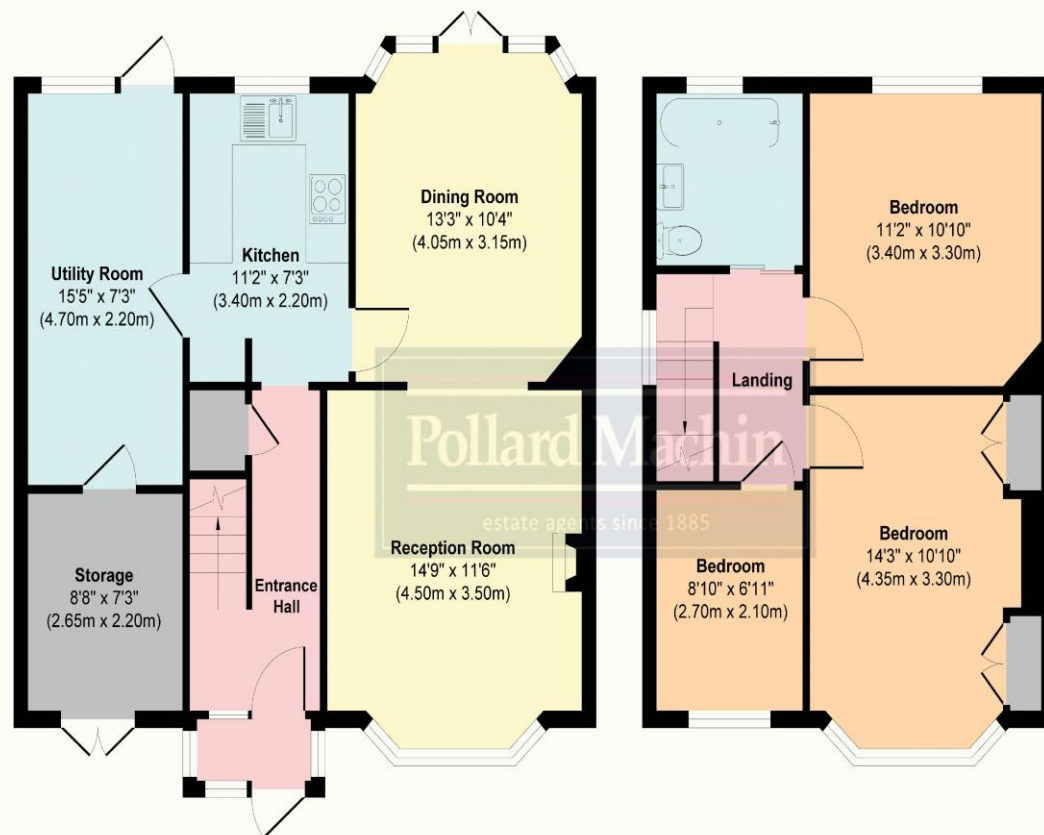 Dining Room
13'3" x 10'4"
(4.05m x 3.15m)
Kitchen
11'2" x 7'3"
(3.40m x 2.20m)
Utility Room
15'5" x 7'3"
(4.70m x 2.20m)
Bedroom
11'2" x 10'10"
(3.40m x 3.30m)
Landing
Pollard Machin
estate agents since 1885
Reception Room
14'9" x 11'6"
(4.50m x 3.50m)
Entrance
Hall
Storage
8'8" x 7'3"
(2.65m x 2.20m)
Bedroom
8'10" x 6'11"
(2.70m x 2.10m)
Bedroom
14'3" x 10'10"
(4.35m x 3.30m)